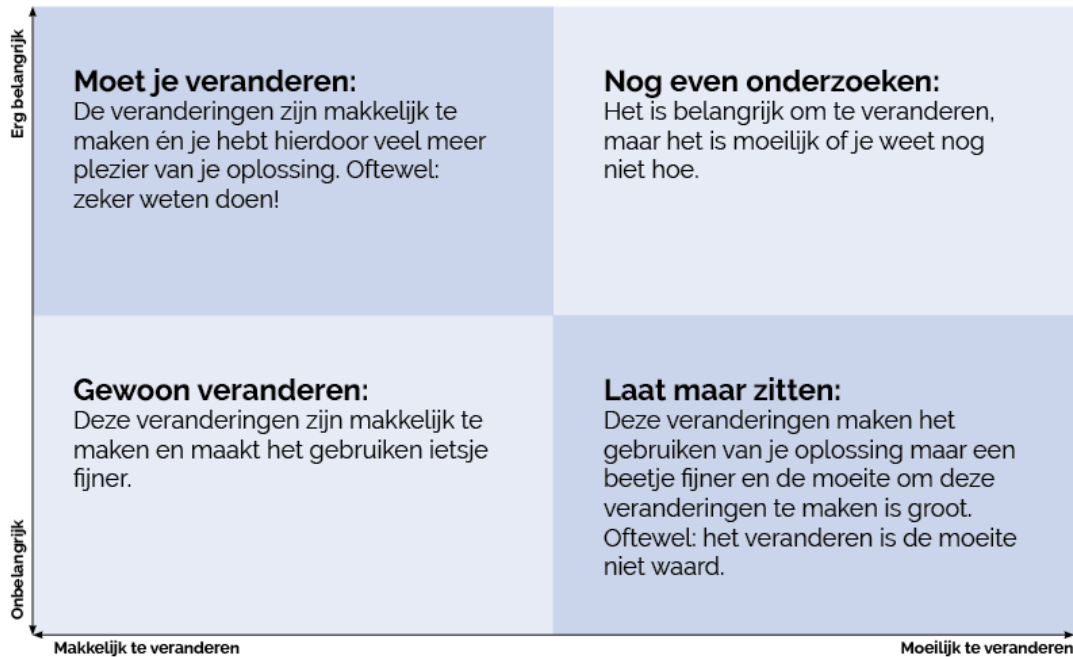 Erg belangrijk
Moet je veranderen:
De veranderingen zijn makkelijk te
maken én je hebt hierdoor veel meer
plezier van je oplossing. Oftewel:
zeker weten doen!
Nog even onderzoeken:
Het is belangrijk om te veranderen,
maar het is moeilijk of je weet nog
niet hoe.
Onbelangrijk
Gewoon veranderen:
Deze veranderingen zijn makkelijk te
maken en maakt het gebruiken ietsje
fijner.
Laat maar zitten:
Deze veranderingen maken het
gebruiken van je oplossing maar een
beetje fijner en de moeite om deze
veranderingen te maken is groot.
Oftewel: het veranderen is de moeite
niet waard.
Makkelijk te veranderen
Moeilijk te veranderen